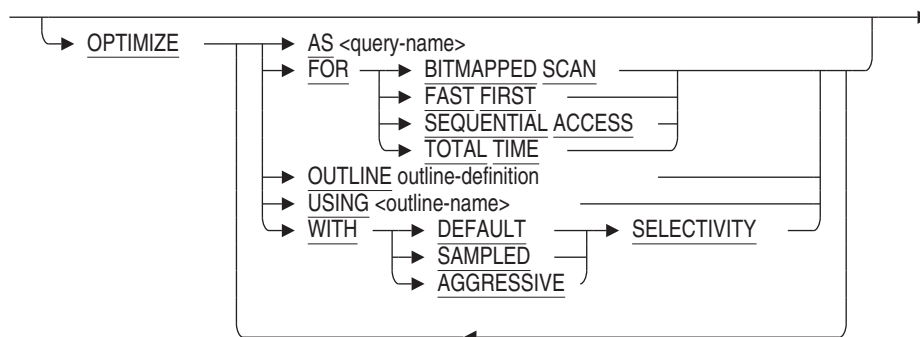 OPTIMIZE AS <query-name>
FOR BITMAPPED SCAN
FAST FIRST
SEQUENTIAL ACCESS
TOTAL TIME
OUTLINE outline-definition
USING <outline-name>
WITH DEFAULT SELECTIVITY
SAMPLED
AGGRESSIVE